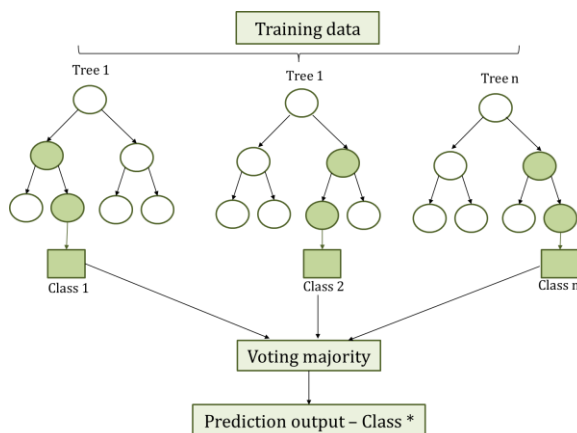 Training data
Tree 1
Tree 1
Tree n
Class 1
Class 2
Class n
Voting majority
Prediction output – Class *